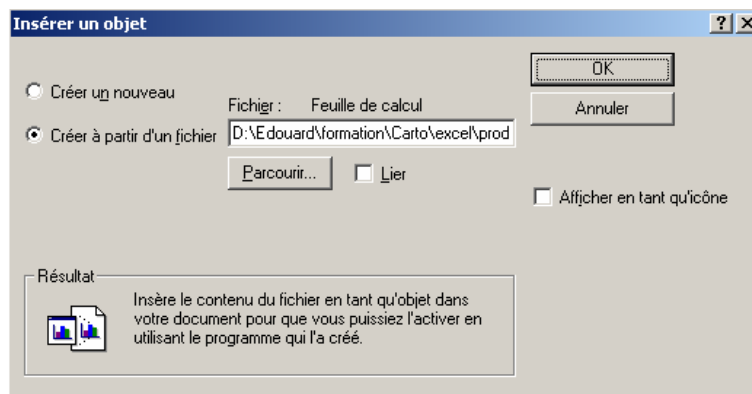 Insérer un objet
Créer un nouveau
Créer à partir d'un fichier
Fichier : Feuille de calcul
D:\Edouard\formation\Carto\excel\prod
Parcourir...
Lier
OK
Annuler
Afficher en tant qu'icône
Résultat
Insère le contenu du fichier en tant qu'objet dans
votre document pour que vous puissiez l'activer en
utilisant le programme qui l'a créé.